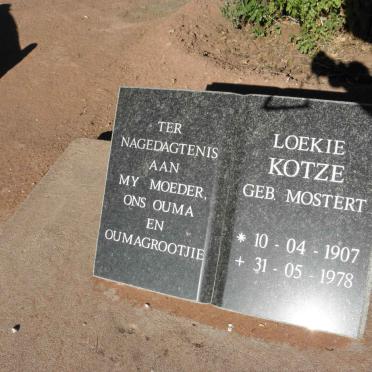 TER
NAGEDAGTENIS
AAN
MY MOEDER,
ONS OUMA
EN
OUMAGROOTJIE
LOEKIE
KOTZE
GEB. MOSTERT
* 10 - 04 - 1907
+ 31 - 05 - 1978